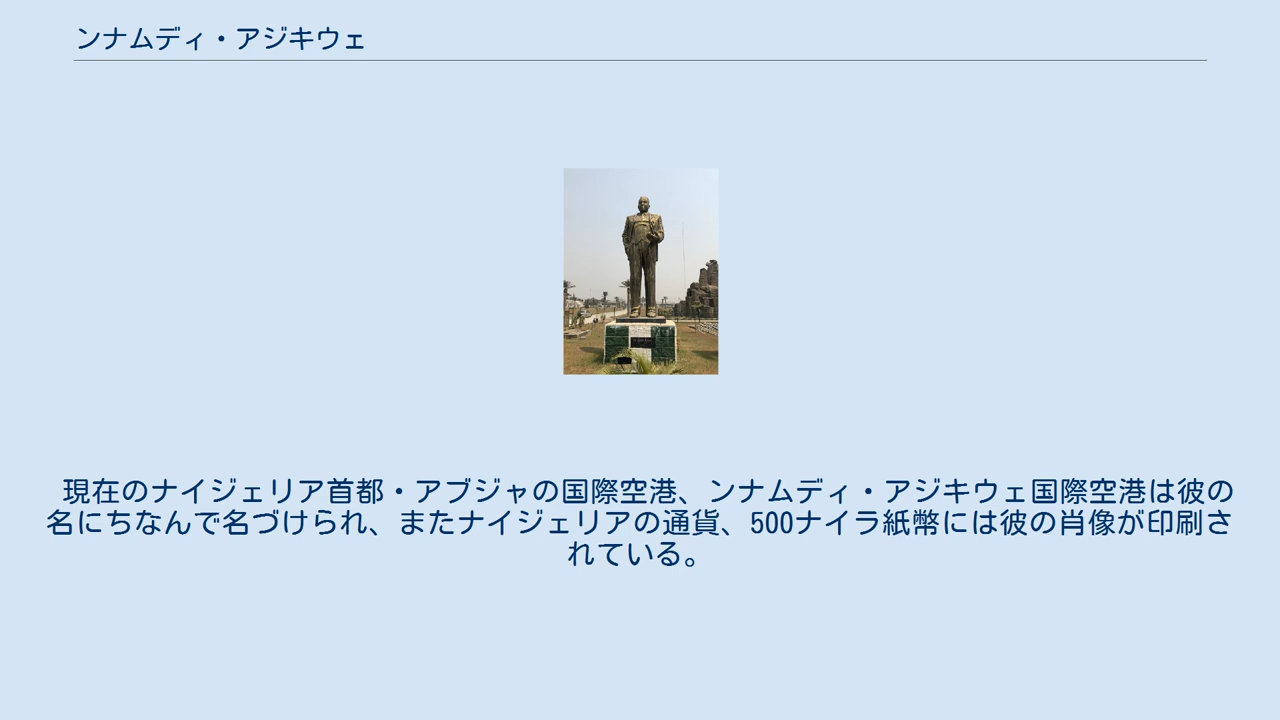 ンナムディ・アジキウェ
現在のナイジェリア首都・アブジャの国際空港、ンナムディ・アジキウェ国際空港は彼の
名にちなんで名づけられ、またナイジェリアの通貨、500ナイラ紙幣には彼の肖像が印刷さ
れている。